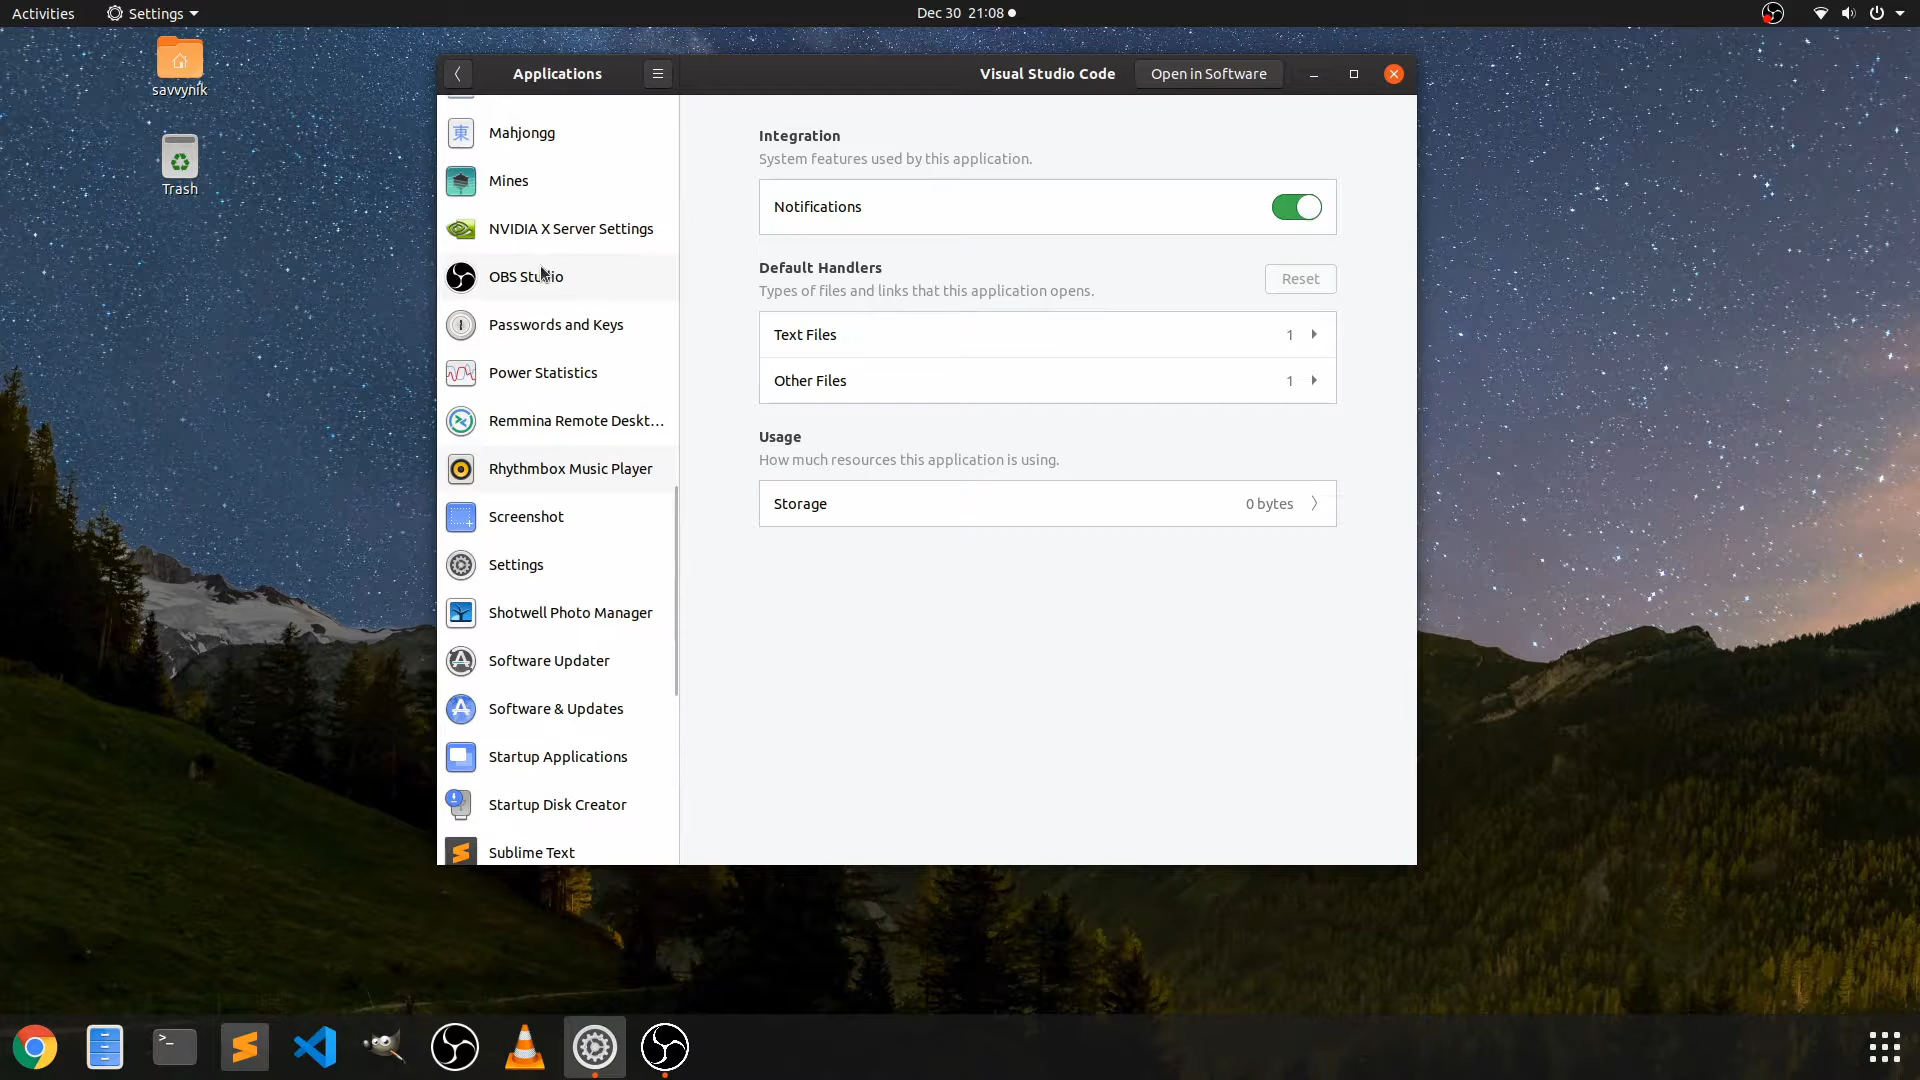 Activities
Settings
Dec 30 21:08
savvynik
Trash
Applications
Visual Studio Code
Open in Software
Mahjongg
Mines
NVIDIA X Server Settings
OBS Studio
Passwords and Keys
Power Statistics
Remmina Remote Deskt…
Rhythmbox Music Player
Screenshot
Settings
Shotwell Photo Manager
Software Updater
Software & Updates
Startup Applications
Startup Disk Creator
Sublime Text
Integration
System features used by this application.
Notifications
Default Handlers
Types of files and links that this application opens.
Reset
Text Files 1
Other Files 1
Usage
How much resources this application is using.
Storage 0 bytes